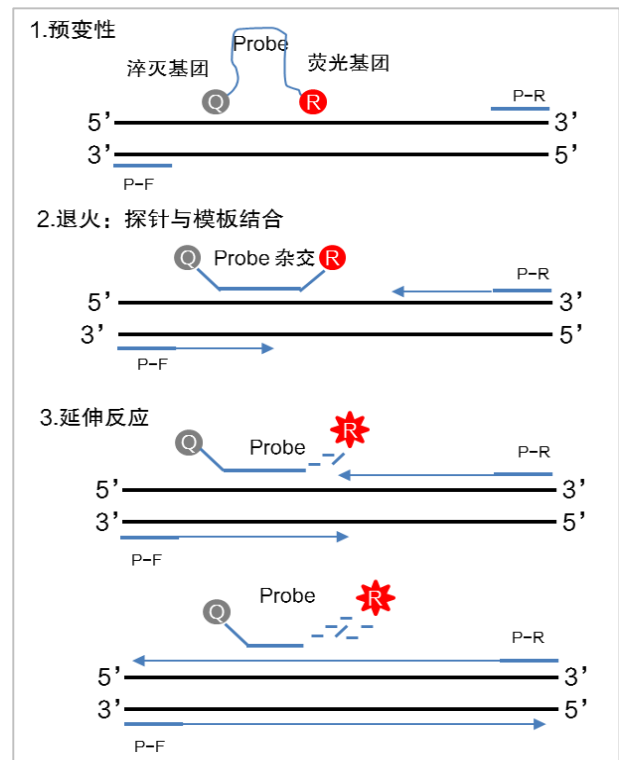 1.预变性
Probe
淬灭基团
荧光基团
Q
R
P-R
5’
3’
3’
5’
P-F
2.退火：探针与模板结合
Q
Probe 杂交
R
P-R
5’
3’
3’
5’
P-F
3.延伸反应
R
Q
Probe
P-R
5’
3’
3’
5’
P-F
Probe
R
Q
P-R
5’
3’
3’
5’
P-F